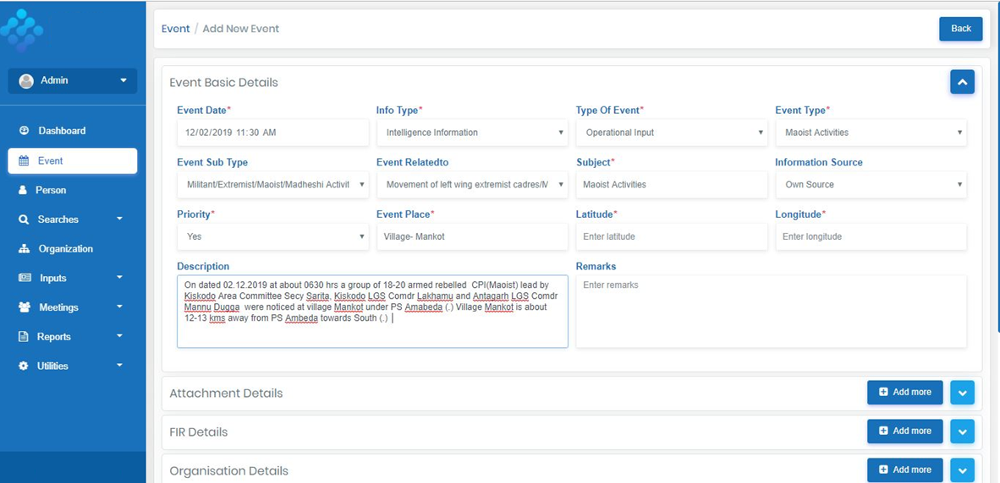 Event / Add New Event
Back
Admin
Dashboard
Event
Person
Searches
Organization
Inputs
Meetings
Reports
Utilities
Event Basic Details
Event Date* Info Type* Type Of Event* Event Type*
12/02/2019 11:30 AM Intelligence Information Operational Input Maoist Activities
Event Sub Type Event Relatedto Subject* Information Source
Militant/Extremist/Maoist/Madheshi Activit Movement of left wing extremist cadres/M Maoist Activities Own Source
Priority* Event Place* Latitude* Longitude*
Yes Village- Mankot Enter latitude Enter longitude
Description Remarks
On dated 02.12.2019 at about 0630 hrs a group of 18-20 armed rebelled CPI(Maoist) lead by
Kiskodo Area Committee Secy Sarita, Kiskodo LGS Comdr Lakhamu and Antagarh LGS Comdr
Mannu Dugga were noticed at village Mankot under PS Amabeda (.) Village Mankot is about
12-13 kms away from PS Ambeda towards South (.)
Enter remarks
Attachment Details
Add more
FIR Details
Add more
Organisation Details
Add more